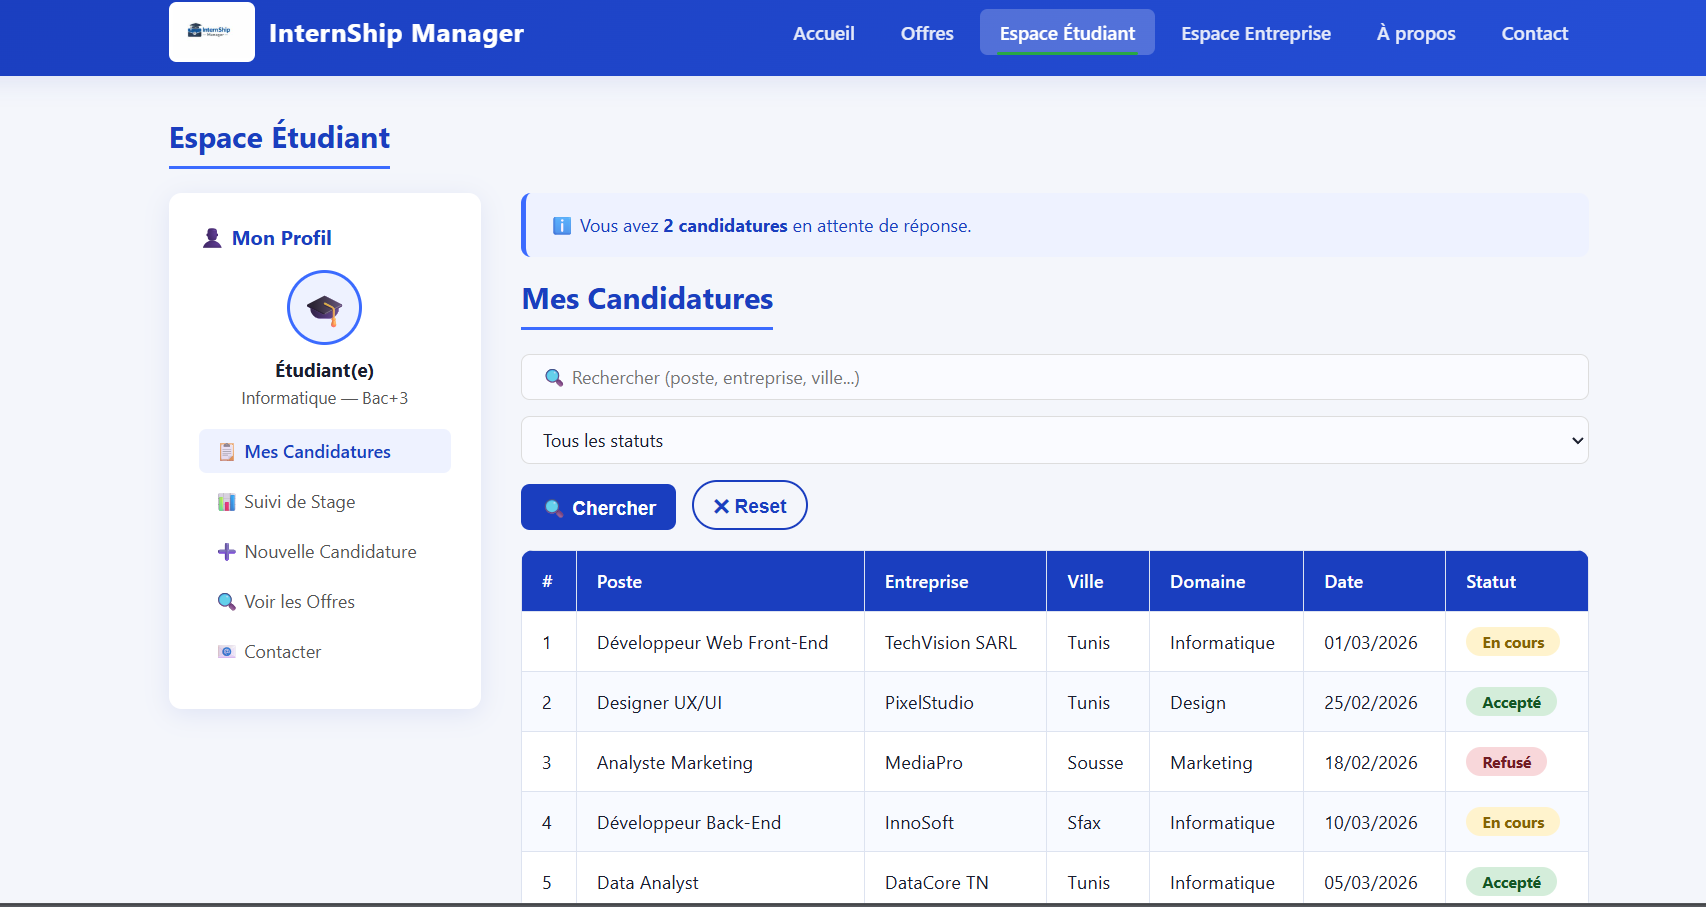 InternShip
Manager
InternShip Manager
Accueil
Offres
Espace Étudiant
Espace Entreprise
À propos
Contact
Espace Étudiant
Mon Profil
Étudiant(e)
Informatique — Bac+3
Mes Candidatures
Suivi de Stage
Nouvelle Candidature
Voir les Offres
Contacter
Vous avez 2 candidatures en attente de réponse.
Mes Candidatures
Rechercher (poste, entreprise, ville...)
Tous les statuts
Chercher
✕ Reset
# Poste Entreprise Ville Domaine Date Statut
1 Développeur Web Front-End TechVision SARL Tunis Informatique 01/03/2026 En cours
2 Designer UX/UI PixelStudio Tunis Design 25/02/2026 Accepté
3 Analyste Marketing MediaPro Sousse Marketing 18/02/2026 Refusé
4 Développeur Back-End InnoSoft Sfax Informatique 10/03/2026 En cours
5 Data Analyst DataCore TN Tunis Informatique 05/03/2026 Accepté